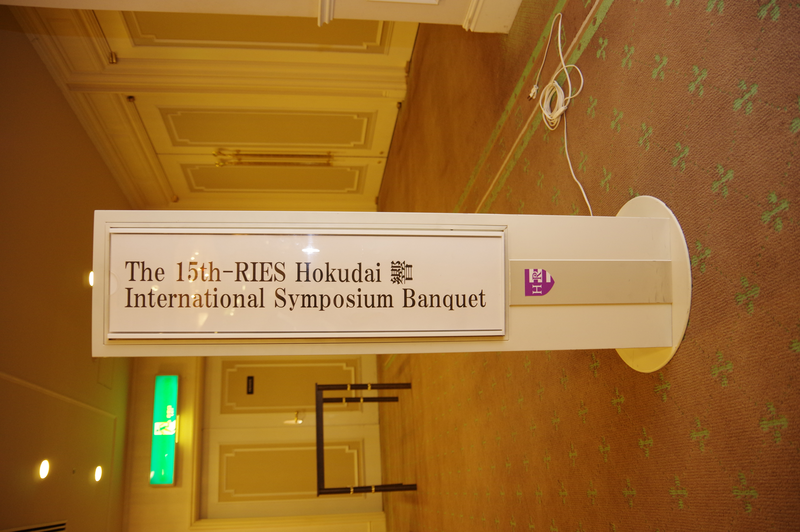 The 15th-RIES Hokudai 響
International Symposium Banquet